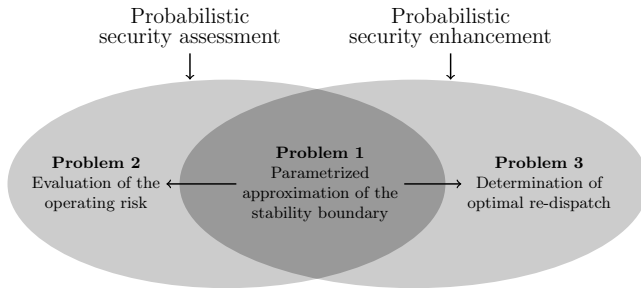 Probabilistic
security assessment
Probabilistic
security enhancement
Problem 2
Evaluation of the
operating risk
Problem 1
Parametrized
approximation of the
stability boundary
Problem 3
Determination of
optimal re-dispatch